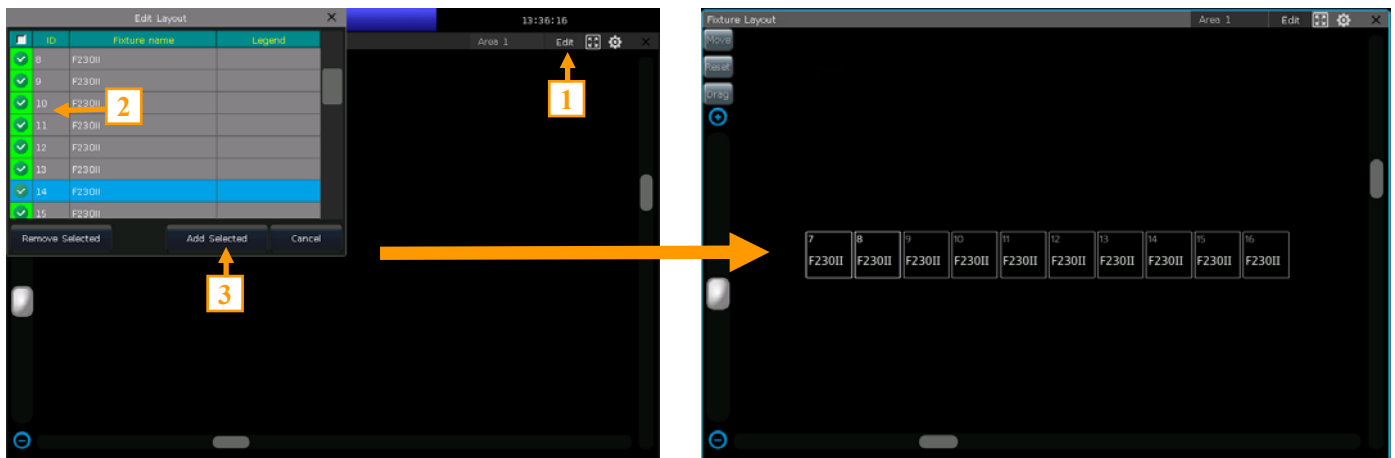 Edit Layout ×
13:36:16
ID Fixture name Legend
Area 1 Edit ×
8 F230II
9 F230II
10 F230II
11 F230II
12 F230II
13 F230II
14 F230II
15 F230II
Remove Selected Add Selected Cancel
1
2
3
Fixture Layout Area 1 Edit ×
Move
Reset
Drag
7 8 9 10 11 12 13 14 15 16
F230II F230II F230II F230II F230II F230II F230II F230II F230II F230II